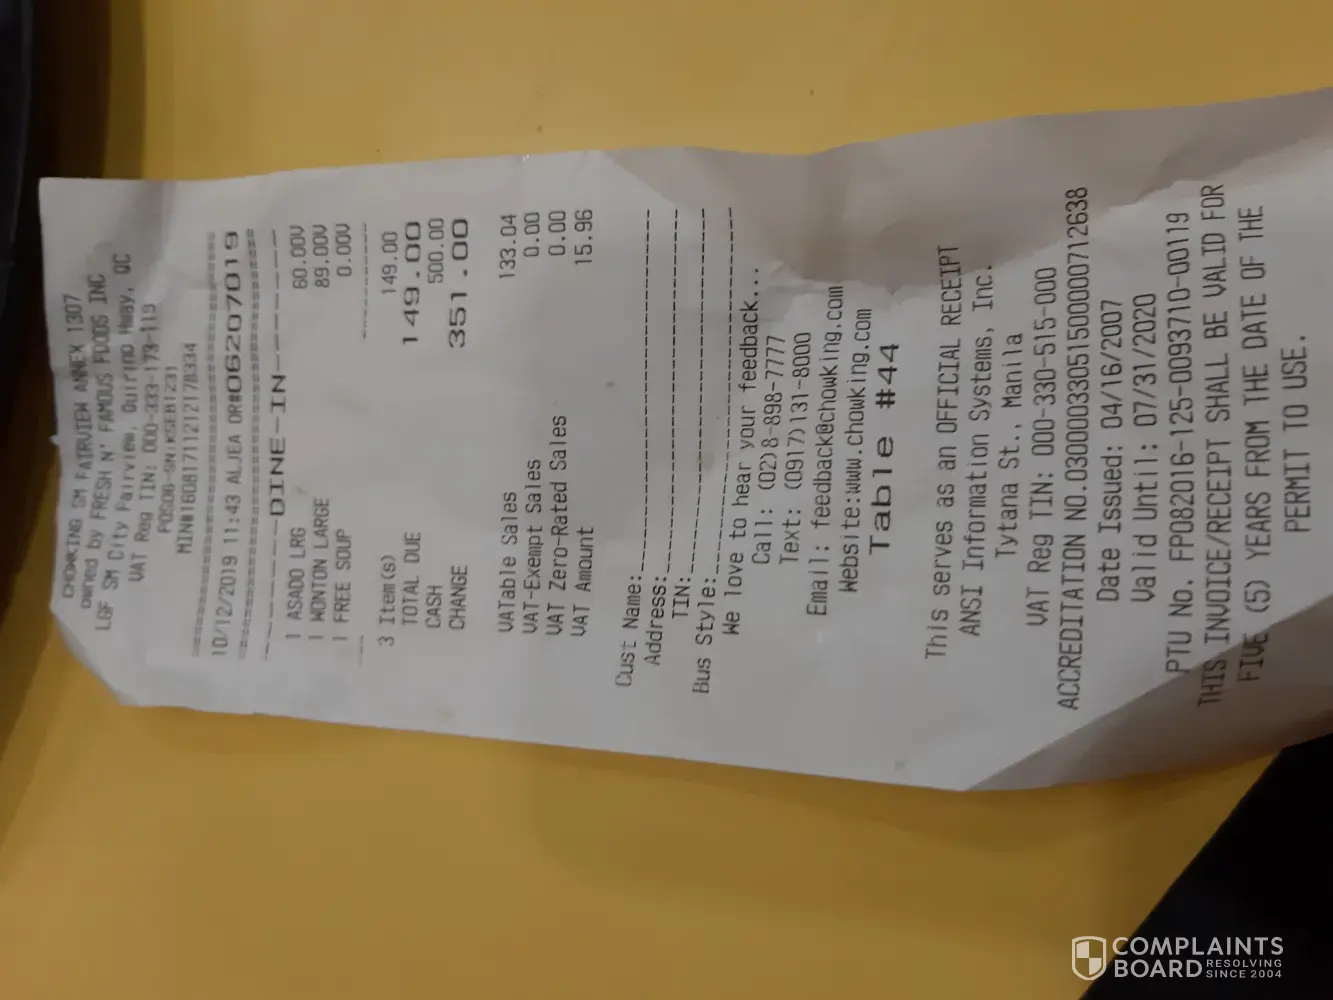 CHOWKING SM FAIRVIEW ANNEX 1307
owned by FRESH N' FAMOUS FOODS INC
LGF SM City Fairview, Quirino Hway, QC
VAT Reg TIN: 000-333-173-119
MIN#160817112121178334
10/12/2019 11:43 ALJEA OR#06207019
DINE-IN
1 ASADO LRG 60.00V
1 WONTON LARGE 89.00V
1 FREE SOUP 0.00V
3 Item(s) 149.00
TOTAL DUE 149.00
CASH 500.00
CHANGE 351.00
VATable Sales 133.04
VAT-Exempt Sales 0.00
VAT Zero-Rated Sales 0.00
VAT Amount 15.96
Cust Name:
Address:
TIN:
Bus Style:
We love to hear your feedback...
Call: (02)8-898-7777
Text: (0917)131-8000
Email: feedback@chowking.com
Website:www.chowking.com
Table #44
This serves as an OFFICIAL RECEIPT
ANSI Information Systems, Inc.
Tytana St., Manila
VAT Reg TIN: 000-330-515-000
ACCREDITATION NO.03000033051500000712638
Date Issued: 04/16/2007
Valid Until: 07/31/2020
PTU No. FP082016-125-0093710-00119
THIS INVOICE/RECEIPT SHALL BE VALID FOR
FIVE (5) YEARS FROM THE DATE OF THE
PERMIT TO USE.
COMPLAINTS
BOARD RESOLVING
SINCE 2004